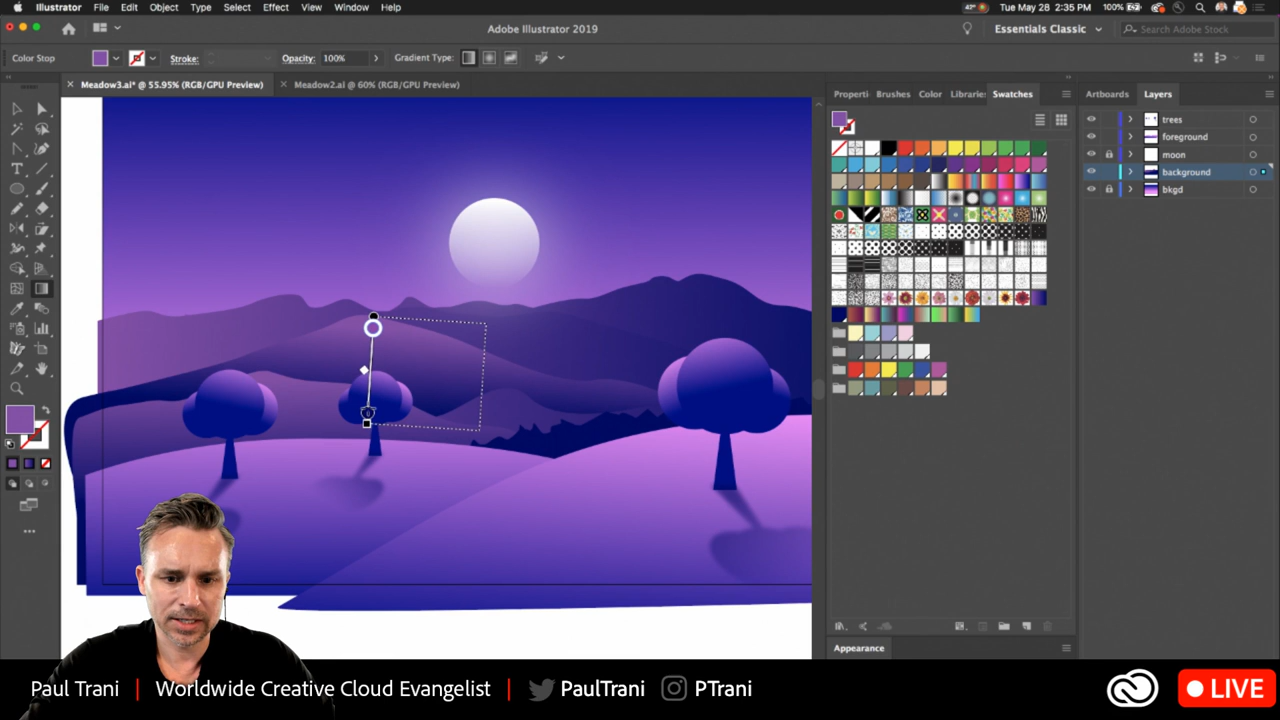 Illustrator File Edit Object Type Select Effect View Window Help
47° 100% Tue May 28 2:35 PM
Adobe Illustrator 2019
Essentials Classic
Search Adobe Stock
Color Stop
Stroke:
Opacity: 100%
Gradient Type:
Meadow3.ai* @ 55.95% (RGB/GPU Preview)
Meadow2.ai @ 60% (RGB/GPU Preview)
Properti Brushes Color Librarie Swatches
Artboards Layers
trees
foreground
moon
background
bkgd
Appearance
Paul Trani | Worldwide Creative Cloud Evangelist | PaulTrani PTrani
LIVE